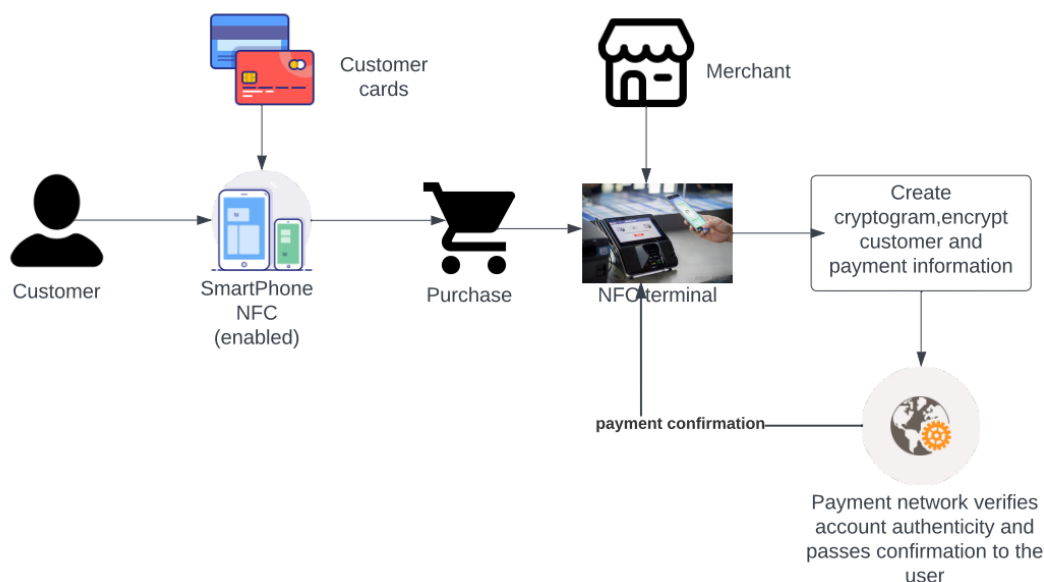 Customer
cards
Merchant
Create
cryptogram,encrypt
customer and
payment information
Customer
SmartPhone
NFC
(enabled)
Purchase
NFC terminal
payment confirmation
Payment network verifies
account authenticity and
passes confirmation to the
user